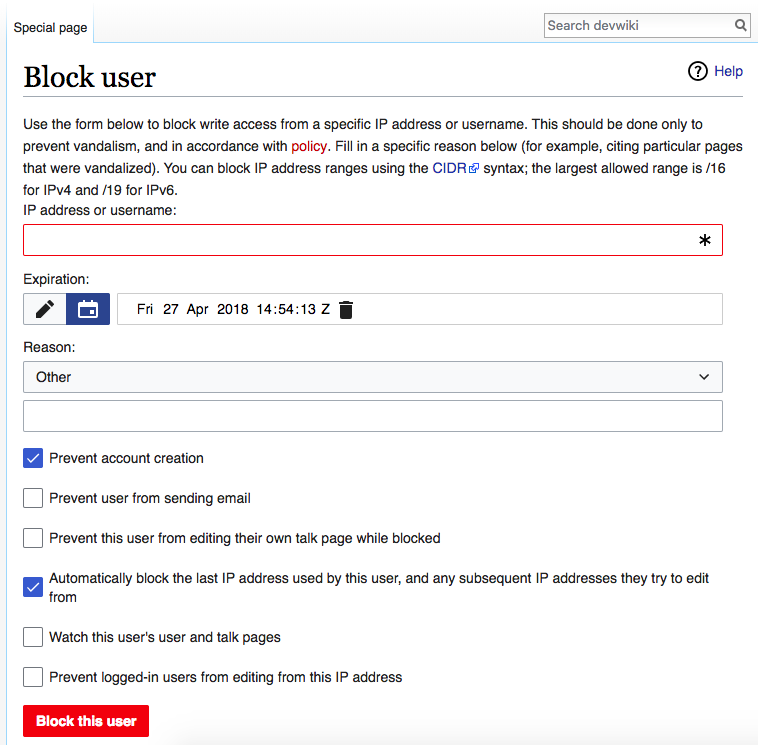 Special page
Search devwiki
Block user
Help
Use the form below to block write access from a specific IP address or username. This should be done only to
prevent vandalism, and in accordance with policy. Fill in a specific reason below (for example, citing particular pages
that were vandalized). You can block IP address ranges using the CIDR syntax; the largest allowed range is /16
for IPv4 and /19 for IPv6.
IP address or username:
*
Expiration:
Fri 27 Apr 2018 14:54:13 Z
Reason:
Other
Prevent account creation
Prevent user from sending email
Prevent this user from editing their own talk page while blocked
Automatically block the last IP address used by this user, and any subsequent IP addresses they try to edit
from
Watch this user's user and talk pages
Prevent logged-in users from editing from this IP address
Block this user